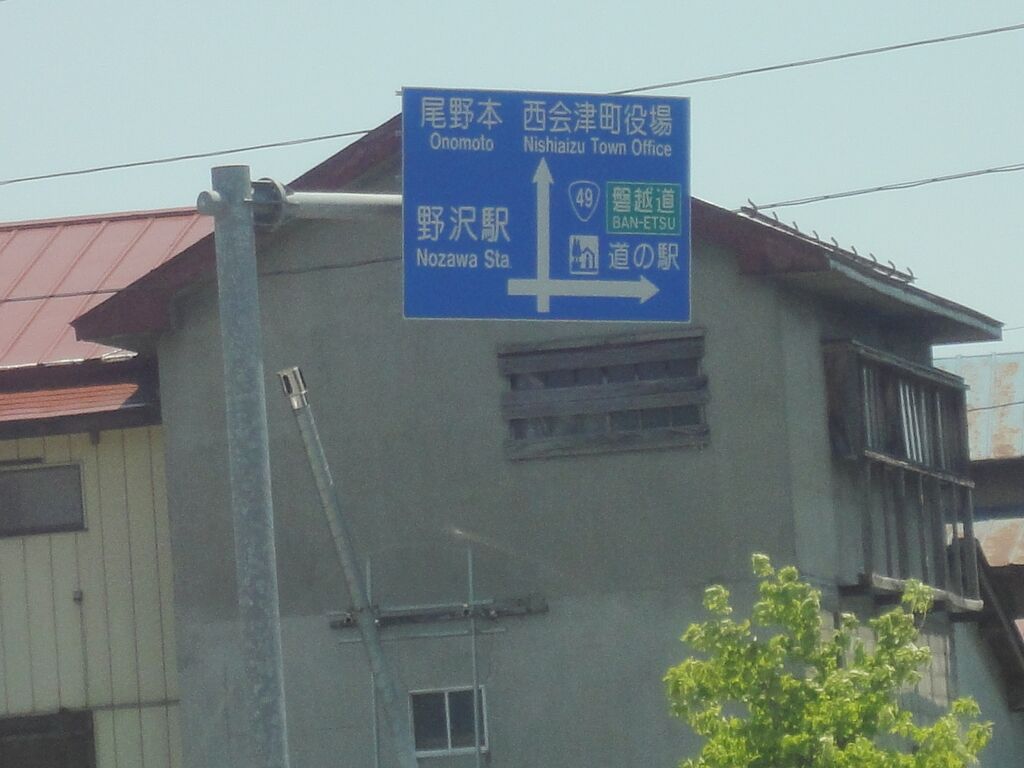 尾野本 西会津町役場
Onomoto Nishiaizu Town Office
49 磐越道
BAN-ETSU
野沢駅
Nozawa Sta
道の駅